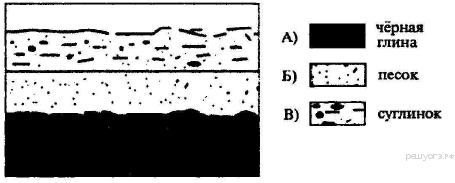 А) чёрная глина
Б) песок
В) суглинок
решуогэ.рф